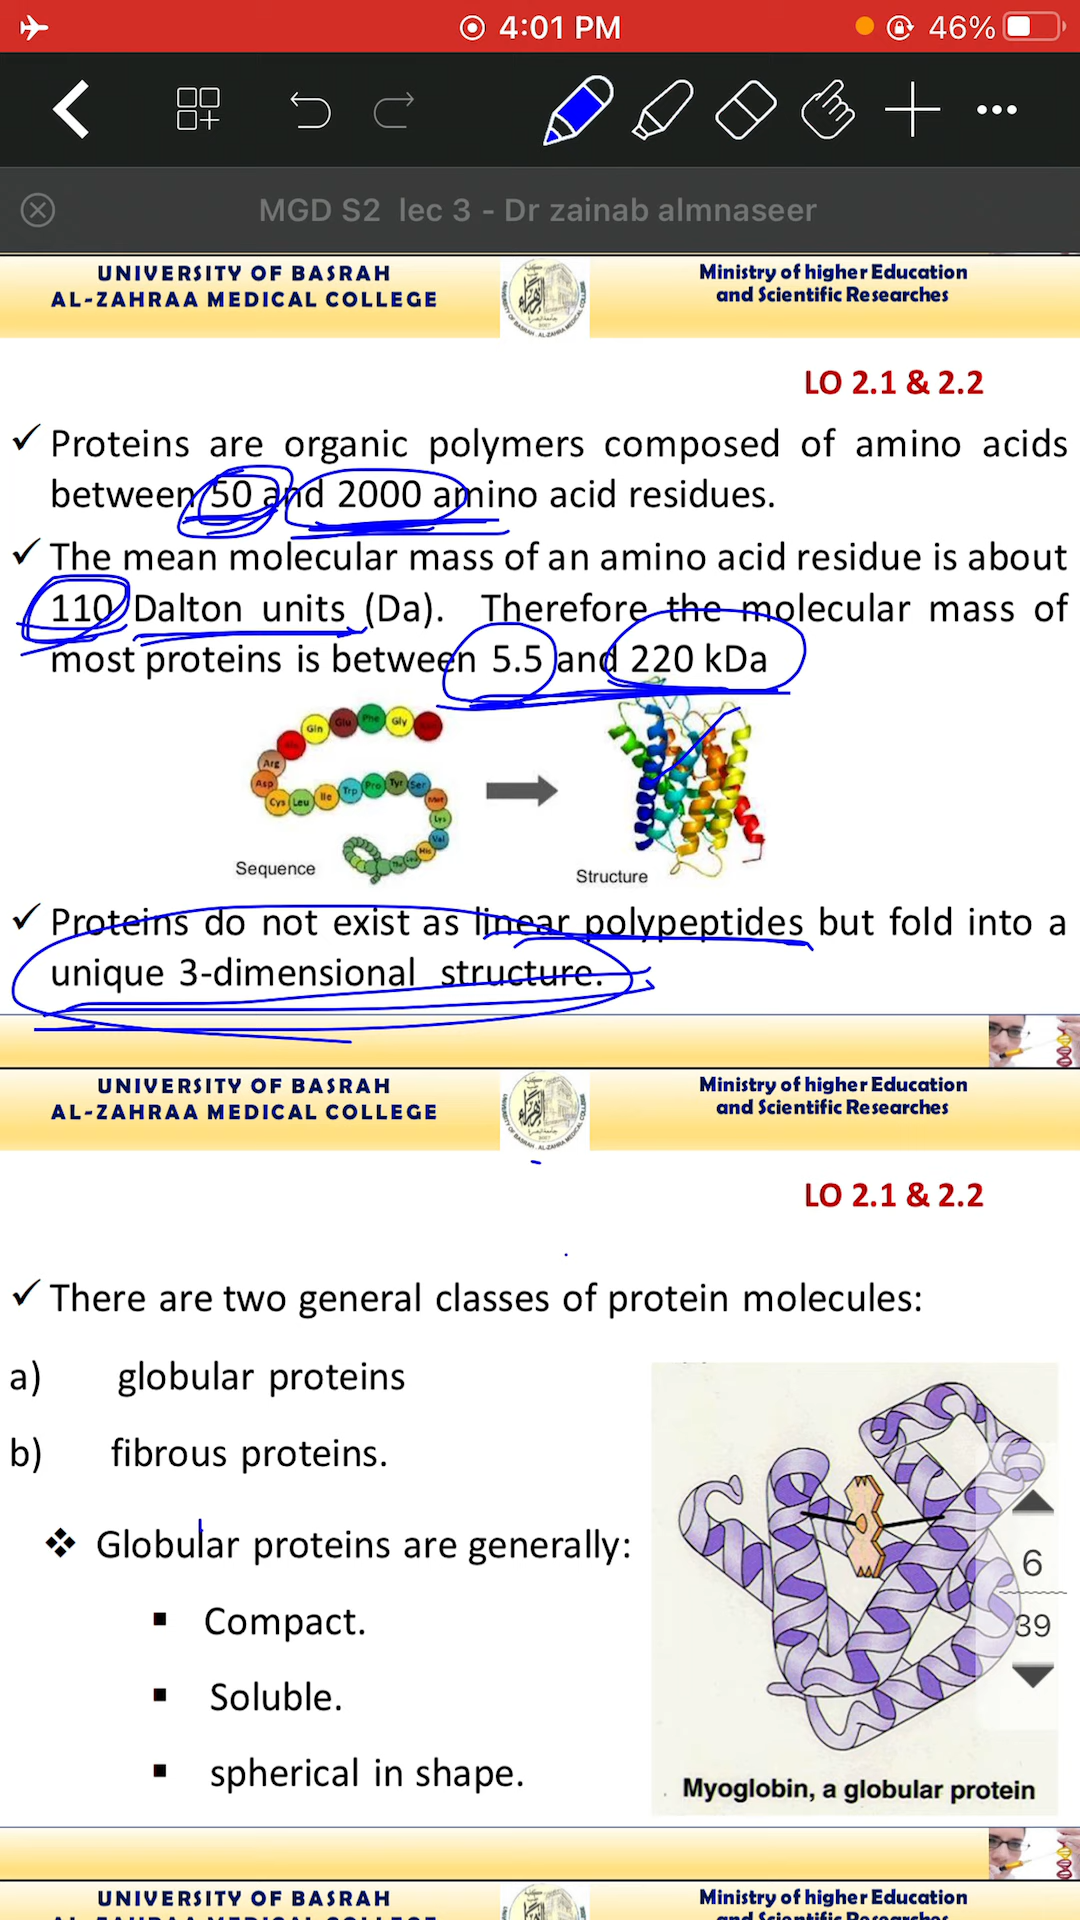 4:01 PM
46%
MGD S2 lec 3 - Dr zainab almnaseer
UNIVERSITY OF BASRAH
AL-ZAHRAA MEDICAL COLLEGE
Ministry of higher Education
and Scientific Researches
LO 2.1 & 2.2
✓ Proteins are organic polymers composed of amino acids
between 50 and 2000 amino acid residues.
✓ The mean molecular mass of an amino acid residue is about
110 Dalton units (Da). Therefore the molecular mass of
most proteins is between 5.5 and 220 kDa
Gln Glu Phe Gly
Arg
Asp
Cys Leu Ile Trp Pro Tyr Ser
Met
Lys
Val
His
Sequence
Structure
✓ Proteins do not exist as linear polypeptides but fold into a
unique 3-dimensional structure.
UNIVERSITY OF BASRAH
AL-ZAHRAA MEDICAL COLLEGE
Ministry of higher Education
and Scientific Researches
LO 2.1 & 2.2
✓ There are two general classes of protein molecules:
a) globular proteins
b) fibrous proteins.
❖ Globular proteins are generally:
▪ Compact.
▪ Soluble.
▪ spherical in shape.
6
39
Myoglobin, a globular protein
UNIVERSITY OF BASRAH
AL-ZAHRAA MEDICAL COLLEGE
Ministry of higher Education
and Scientific Researches